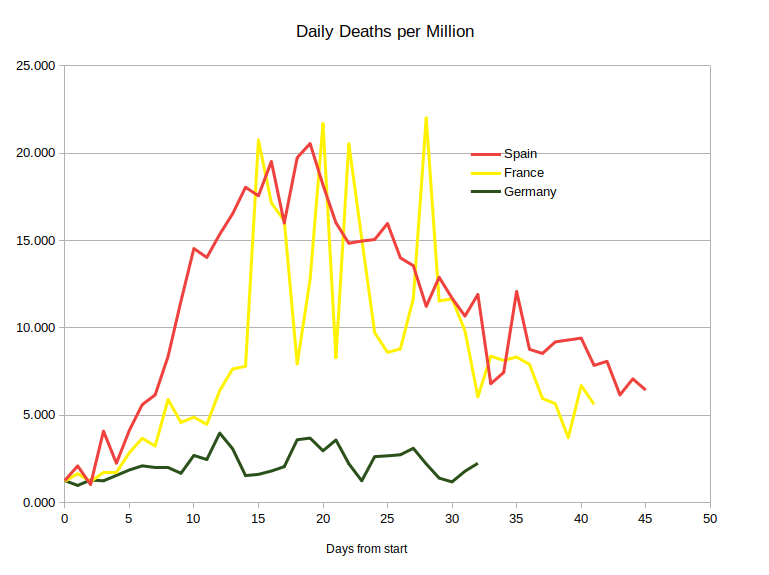 Daily Deaths per Million
25.000
20.000
15.000
10.000
5.000
0.000
Spain
France
Germany
0 5 10 15 20 25 30 35 40 45 50
Days from start